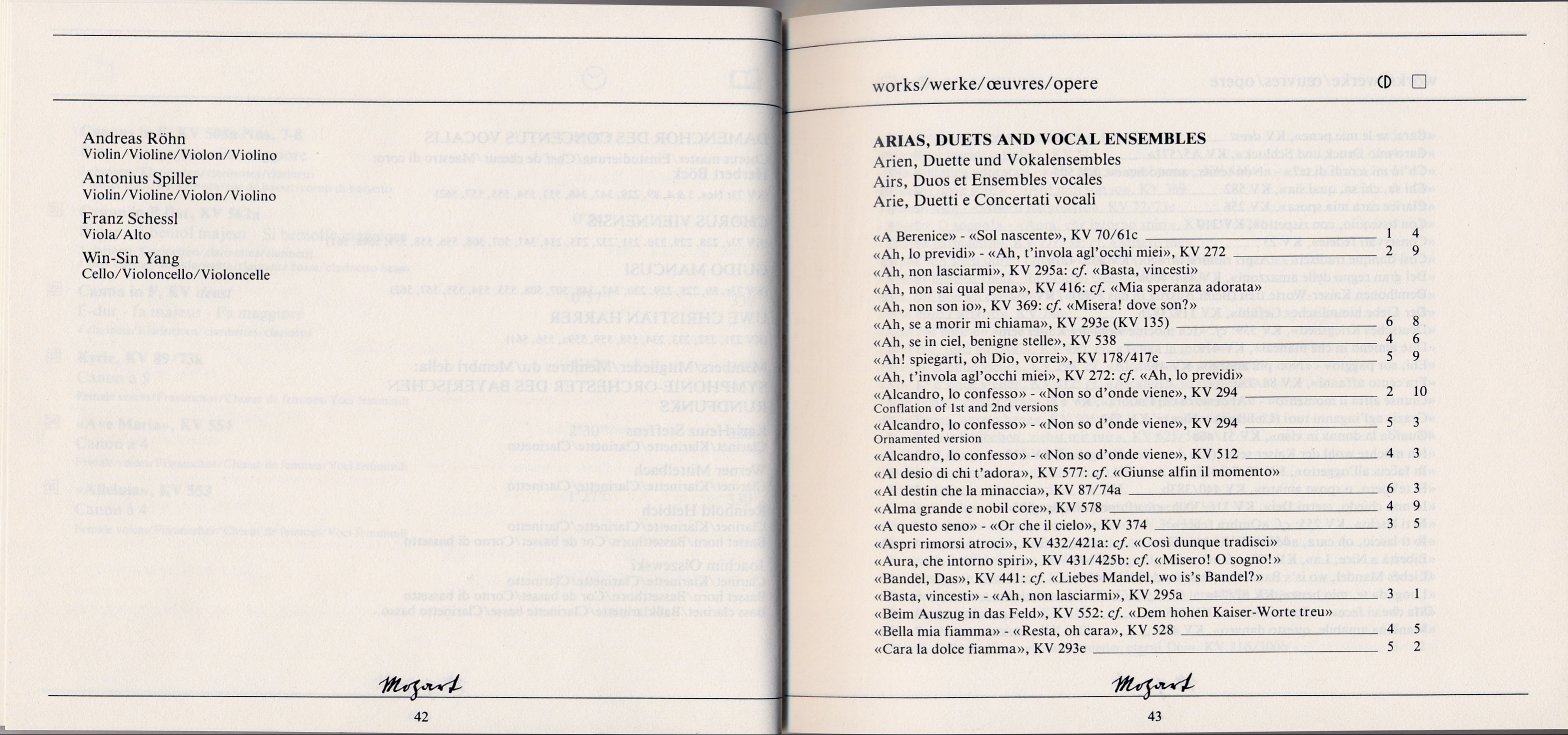 Andreas Röhn
Violin/Violine/Violon/Violino
Antonius Spiller
Violin/Violine/Violon/Violino
Franz Schessl
Viola/Alto
Win-Sin Yang
Cello/Violoncello/Violoncelle
Mozart
42
works/werke/œuvres/opere CD
ARIAS, DUETS AND VOCAL ENSEMBLES
Arien, Duette und Vokalensembles
Airs, Duos et Ensembles vocales
Arie, Duetti e Concertati vocali
«A Berenice» - «Sol nascente», KV 70/61c 1 4
«Ah, lo previdi» - «Ah, t'invola agl'occhi miei», KV 272 2 9
«Ah, non lasciarmi», KV 295a: cf. «Basta, vincesti»
«Ah, non sai qual pena», KV 416: cf. «Mia speranza adorata»
«Ah, non son io», KV 369: cf. «Misera! dove son?»
«Ah, se a morir mi chiama», KV 293e (KV 135) 6 8
«Ah, se in ciel, benigne stelle», KV 538 4 6
«Ah! spiegarti, oh Dio, vorrei», KV 178/417e 5 9
«Ah, t'invola agl'occhi miei», KV 272: cf. «Ah, lo previdi»
«Alcandro, lo confesso» - «Non so d'onde viene», KV 294 2 10
Conflation of 1st and 2nd versions
«Alcandro, lo confesso» - «Non so d'onde viene», KV 294 5 3
Ornamented version
«Alcandro, lo confesso» - «Non so d'onde viene», KV 512 4 3
«Al desio di chi t'adora», KV 577: cf. «Giunse alfin il momento»
«Al destin che la minaccia», KV 87/74a 6 3
«Alma grande e nobil core», KV 578 4 9
«A questo seno» - «Or che il cielo», KV 374 3 5
«Aspri rimorsi atroci», KV 432/421a: cf. «Così dunque tradisci»
«Aura, che intorno spiri», KV 431/425b: cf. «Misero! O sogno!»
«Bandel, Das», KV 441: cf. «Liebes Mandel, wo is's Bandel?»
«Basta, vincesti» - «Ah, non lasciarmi», KV 295a 3 1
«Beim Auszug in das Feld», KV 552: cf. «Dem hohen Kaiser-Worte treu»
«Bella mia fiamma» - «Resta, oh cara», KV 528 4 5
«Cara la dolce fiamma», KV 293e 5 2
Mozart
43